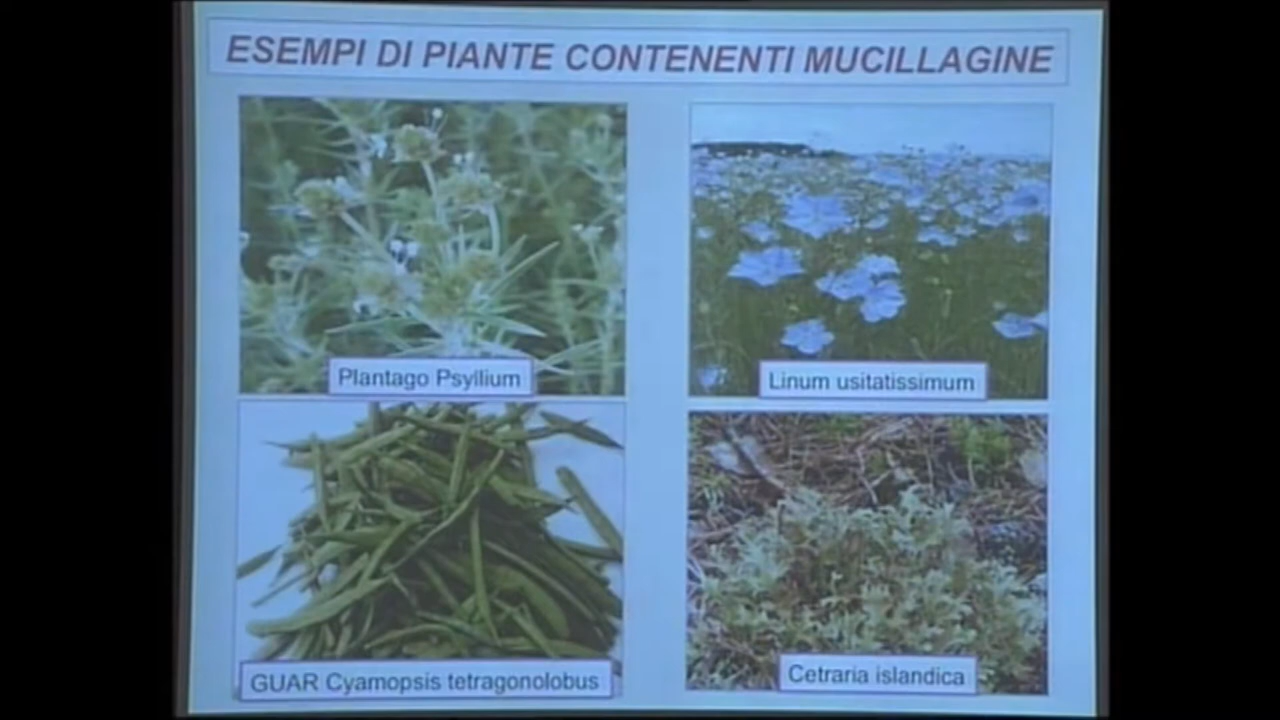 ESEMPI DI PIANTE CONTENENTI MUCILLAGINE
Plantago Psyllium
Linum usitatissimum
GUAR Cyamopsis tetragonolobus
Cetraria islandica